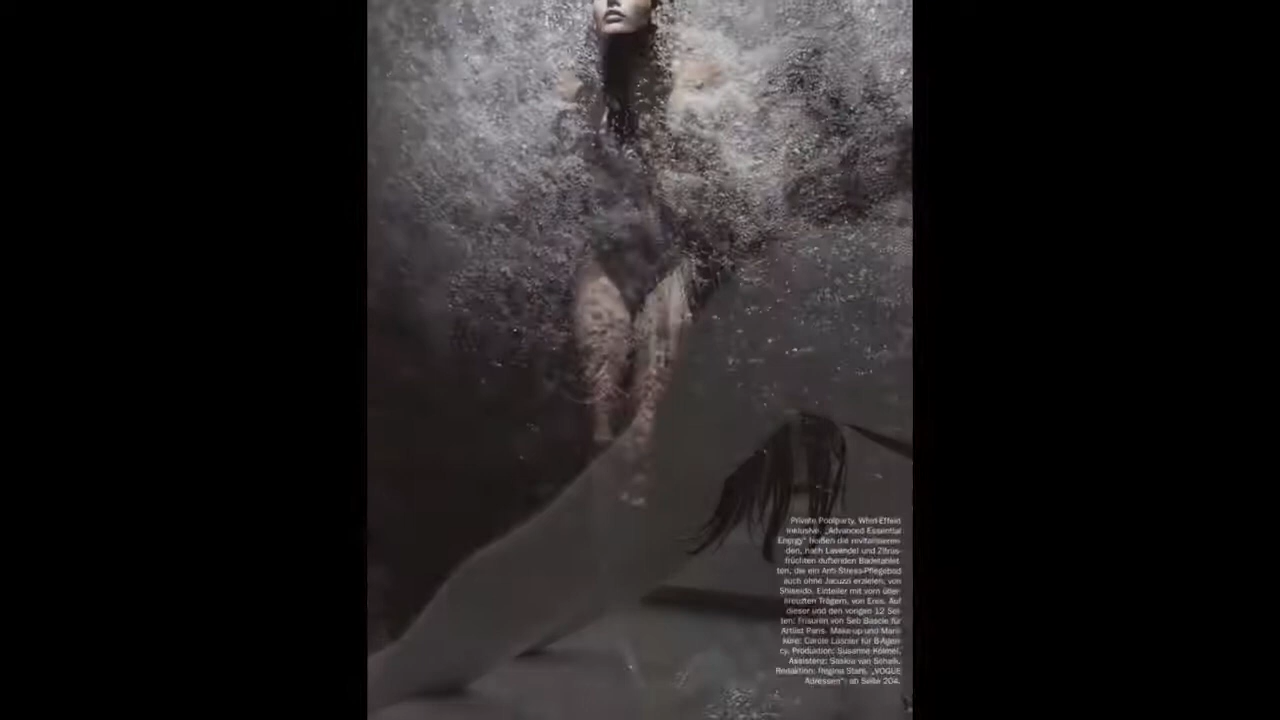 Private Poolparty, Whirl-Effekt
inklusive. „Advanced Essential
Energy“ heißen die revitalisieren-
den, nach Lavendel und Zitrus-
früchten duftenden Badetablet-
ten, die ein Anti-Stress-Pflegebad
auch ohne Jacuzzi erzielen, von
Shiseido. Einteiler mit vorn über-
kreuzten Trägern, von Eres. Auf
dieser und den vorigen 12 Sei-
ten: Frisuren von Seb Bascle für
Artlist Paris. Make-up und Mani-
küre: Carole Lasnier für B-Agen-
cy. Produktion: Susanne Kölmel.
Assistenz: Saskia van Schaik.
Redaktion: Regina Stahl. „VOGUE
Adressen“: ab Seite 204.